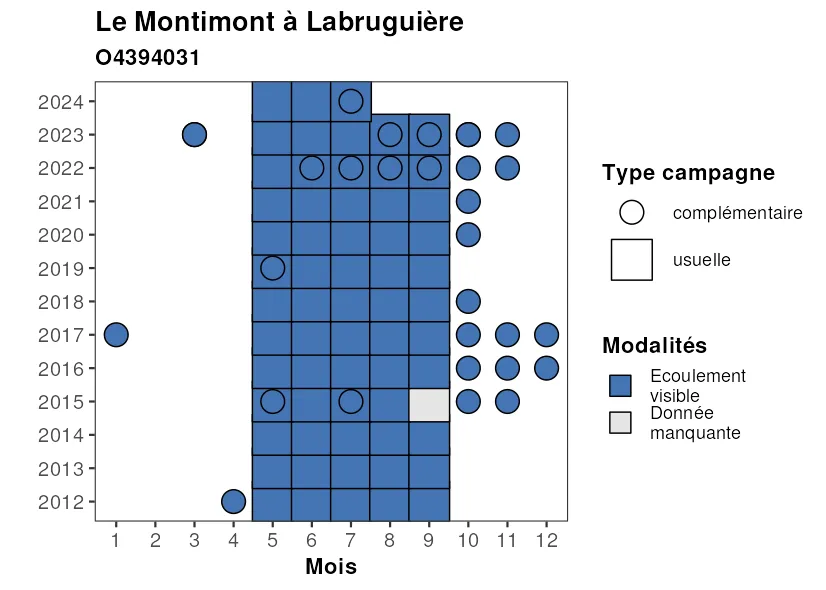 Le Montimont à Labruguière
O4394031
2024
2023
2022
2021
2020
2019
2018
2017
2016
2015
2014
2013
2012
1 2 3 4 5 6 7 8 9 10 11 12
Mois
Type campagne
complémentaire
usuelle
Modalités
Ecoulement
visible
Donnée
manquante